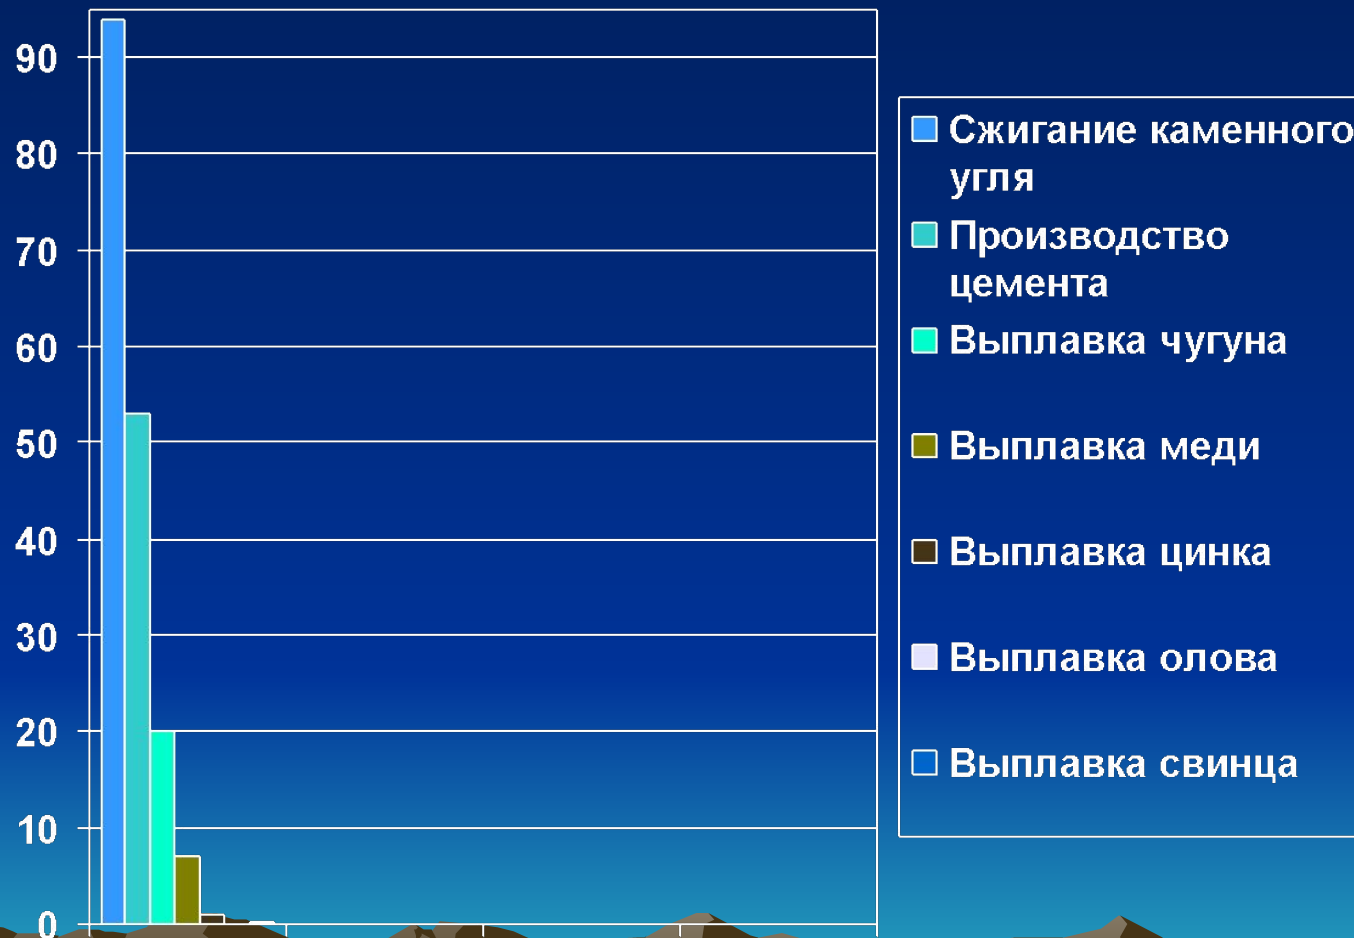 90
80
70
60
50
40
30
20
10
0
Сжигание каменного
угля
Производство
цемента
Выплавка чугуна
Выплавка меди
Выплавка цинка
Выплавка олова
Выплавка свинца